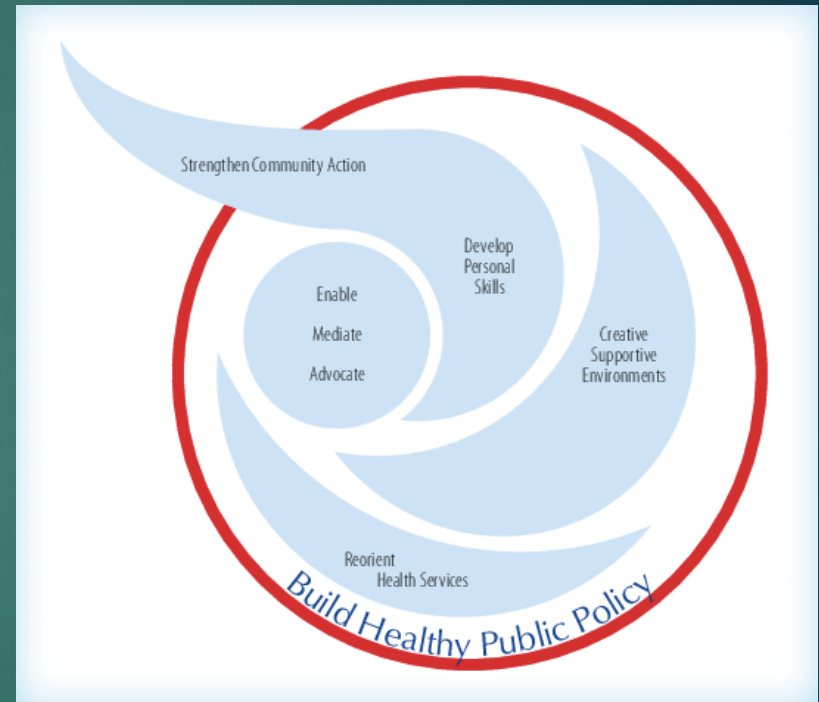 Strengthen Community Action
Develop
Personal
Skills
Enable
Mediate
Advocate
Creative
Supportive
Environments
Reorient
Health Services
Build Healthy Public Policy